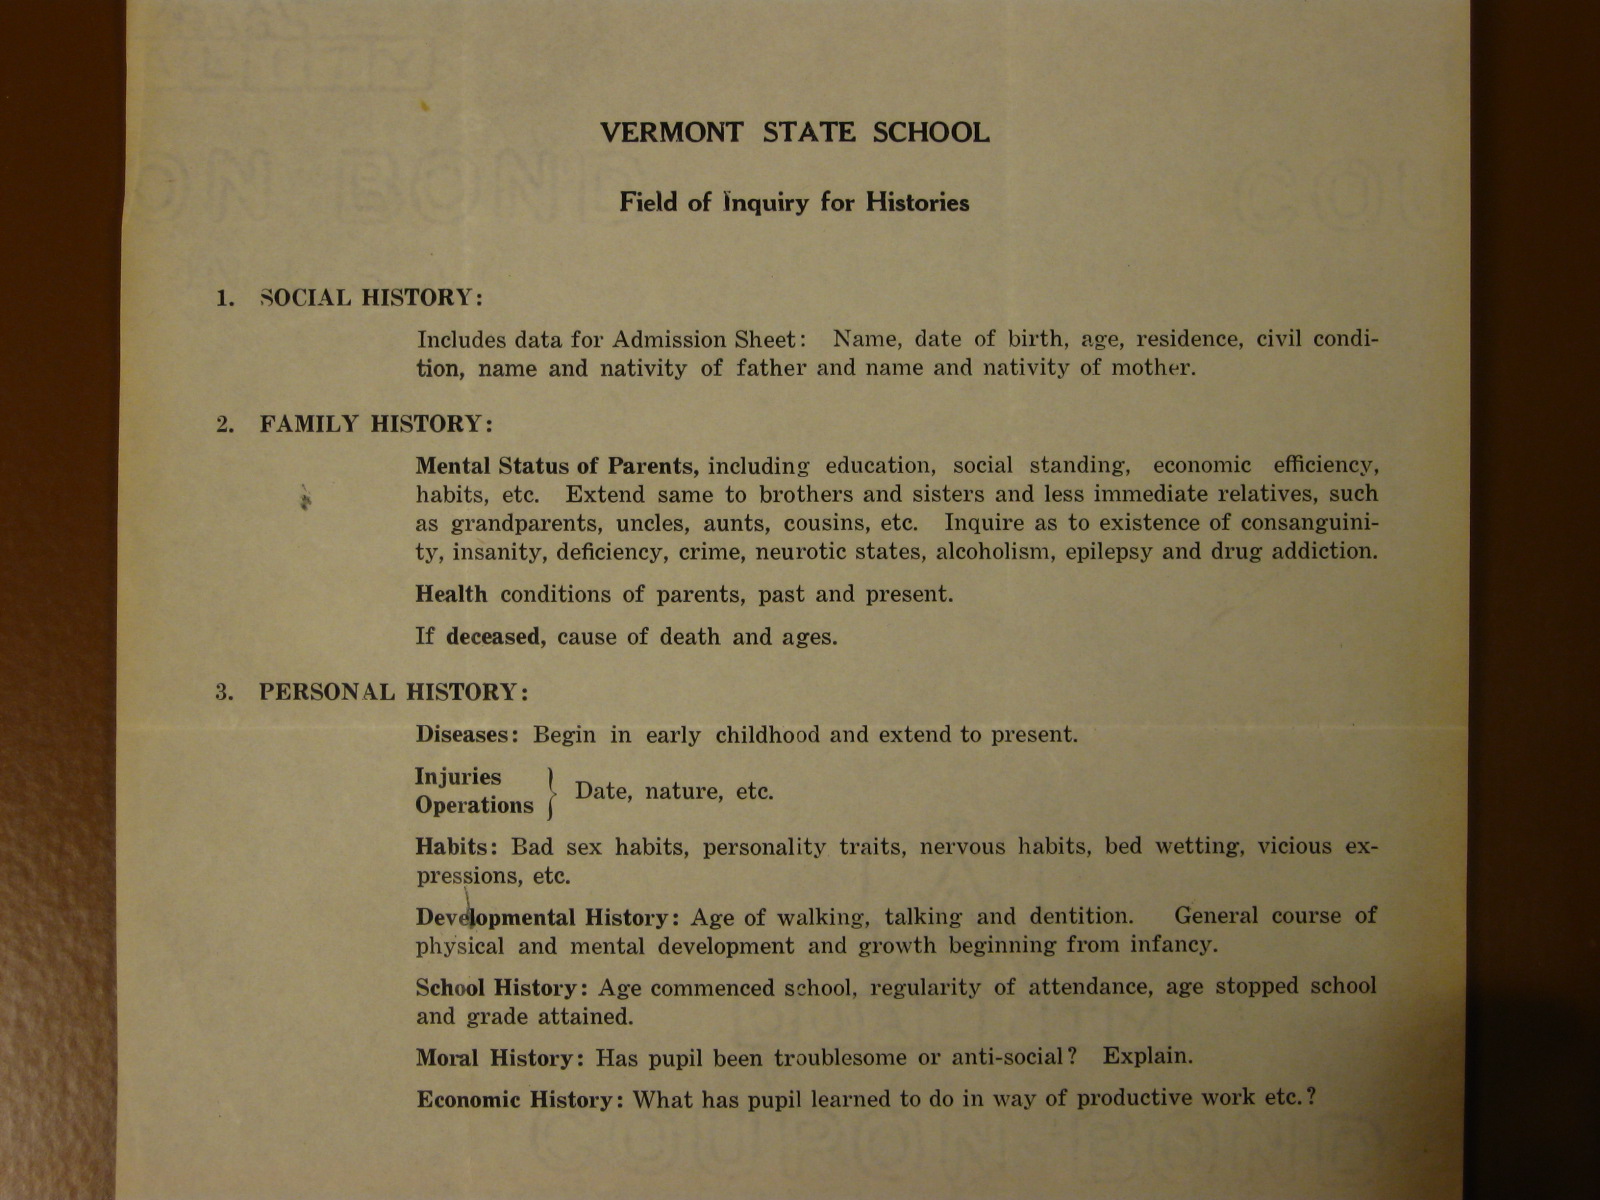 VERMONT STATE SCHOOL
Field of Inquiry for Histories
1. SOCIAL HISTORY:
Includes data for Admission Sheet: Name, date of birth, age, residence, civil condi-
tion, name and nativity of father and name and nativity of mother.
2. FAMILY HISTORY:
Mental Status of Parents, including education, social standing, economic efficiency,
habits, etc. Extend same to brothers and sisters and less immediate relatives, such
as grandparents, uncles, aunts, cousins, etc. Inquire as to existence of consanguini-
ty, insanity, deficiency, crime, neurotic states, alcoholism, epilepsy and drug addiction.
Health conditions of parents, past and present.
If deceased, cause of death and ages.
3. PERSONAL HISTORY:
Diseases: Begin in early childhood and extend to present.
Injuries
Operations } Date, nature, etc.
Habits: Bad sex habits, personality traits, nervous habits, bed wetting, vicious ex-
pressions, etc.
Developmental History: Age of walking, talking and dentition. General course of
physical and mental development and growth beginning from infancy.
School History: Age commenced school, regularity of attendance, age stopped school
and grade attained.
Moral History: Has pupil been troublesome or anti-social? Explain.
Economic History: What has pupil learned to do in way of productive work etc.?